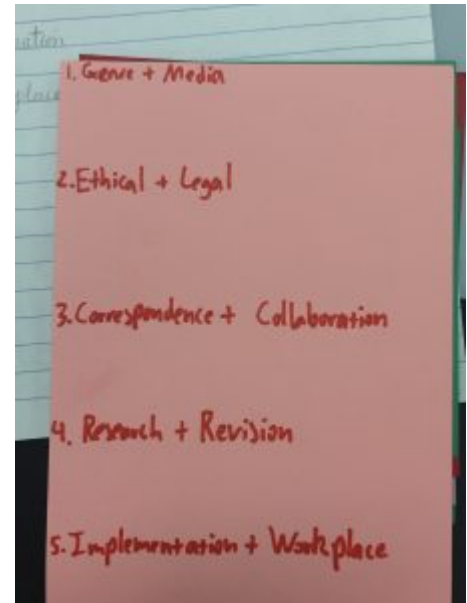 1. Genre + Media
2. Ethical + Legal
3. Correspondence + Collaboration
4. Research + Revision
5. Implementation + Workplace